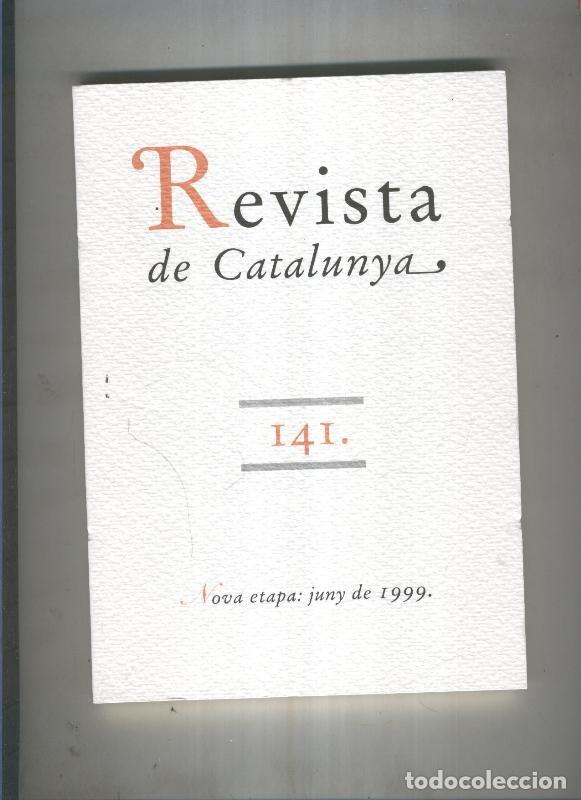 Revista
de Catalunya
141.
Nova etapa: juny de 1999.
todocoleccion